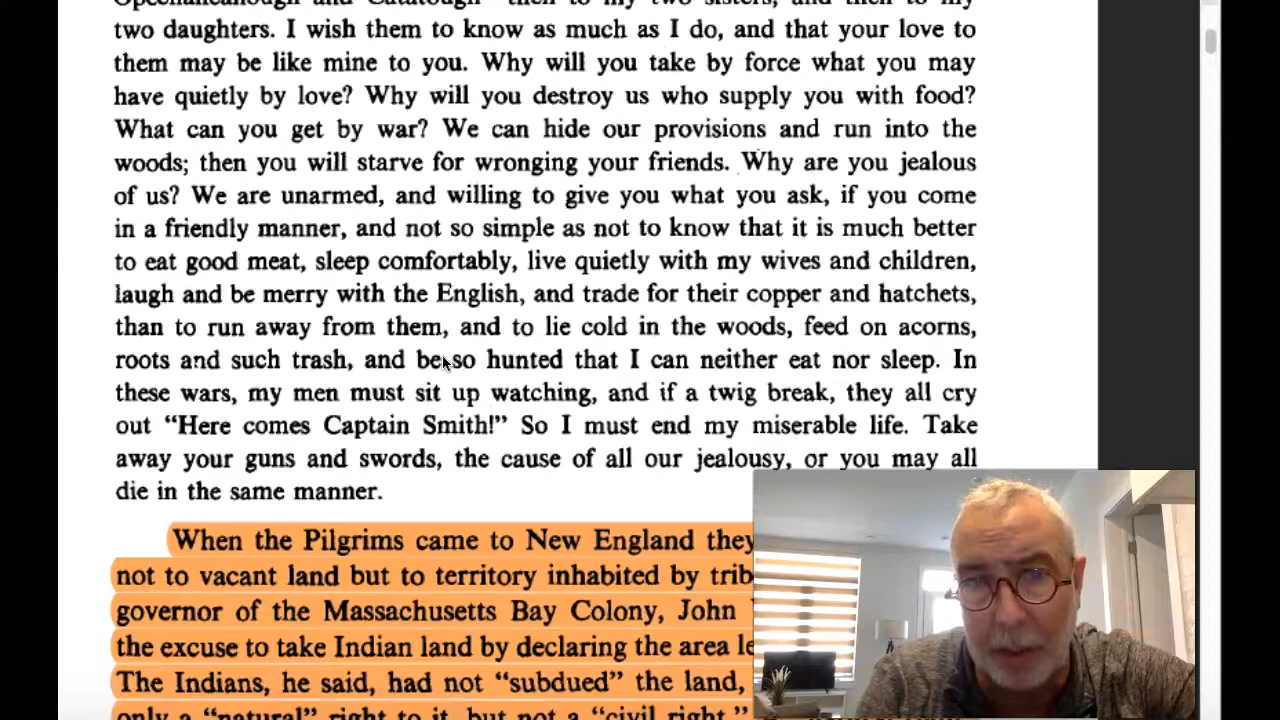 two daughters. I wish them to know as much as I do, and that your love to
them may be like mine to you. Why will you take by force what you may
have quietly by love? Why will you destroy us who supply you with food?
What can you get by war? We can hide our provisions and run into the
woods; then you will starve for wronging your friends. Why are you jealous
of us? We are unarmed, and willing to give you what you ask, if you come
in a friendly manner, and not so simple as not to know that it is much better
to eat good meat, sleep comfortably, live quietly with my wives and children,
laugh and be merry with the English, and trade for their copper and hatchets,
than to run away from them, and to lie cold in the woods, feed on acorns,
roots and such trash, and be so hunted that I can neither eat nor sleep. In
these wars, my men must sit up watching, and if a twig break, they all cry
out “Here comes Captain Smith!” So I must end my miserable life. Take
away your guns and swords, the cause of all our jealousy, or you may all
die in the same manner.
When the Pilgrims came to New England they
not to vacant land but to territory inhabited by
governor of the Massachusetts Bay Colony, John
the excuse to take Indian land by declaring the area
The Indians, he said, had not “subdued” the land,
only a “natural” right to it, but not a “civil right.”